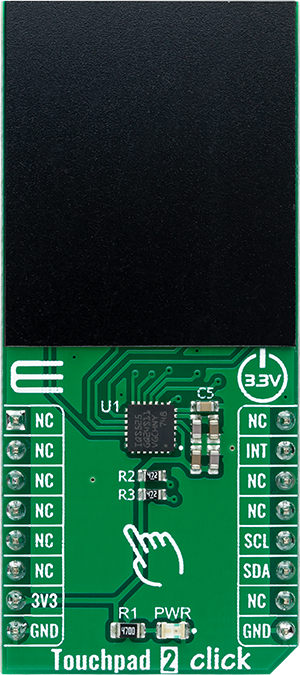 3.3V
U1
C5
NC
NC
NC
NC
NC
NC
3V3
GND
NC
INT
NC
NC
SCL
SDA
NC
GND
R2
R3
R1
4700
PWR
Touchpad 2 click